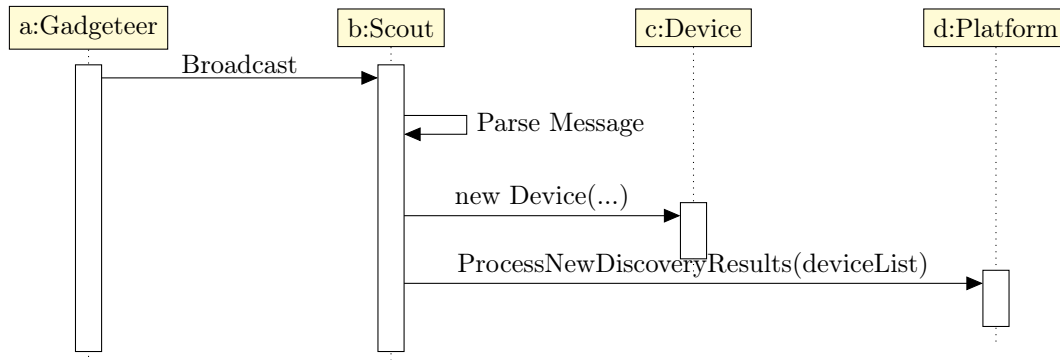 a:Gadgeteer
b:Scout
c:Device
d:Platform
Broadcast
Parse Message
new Device(...)
ProcessNewDiscoveryResults(deviceList)